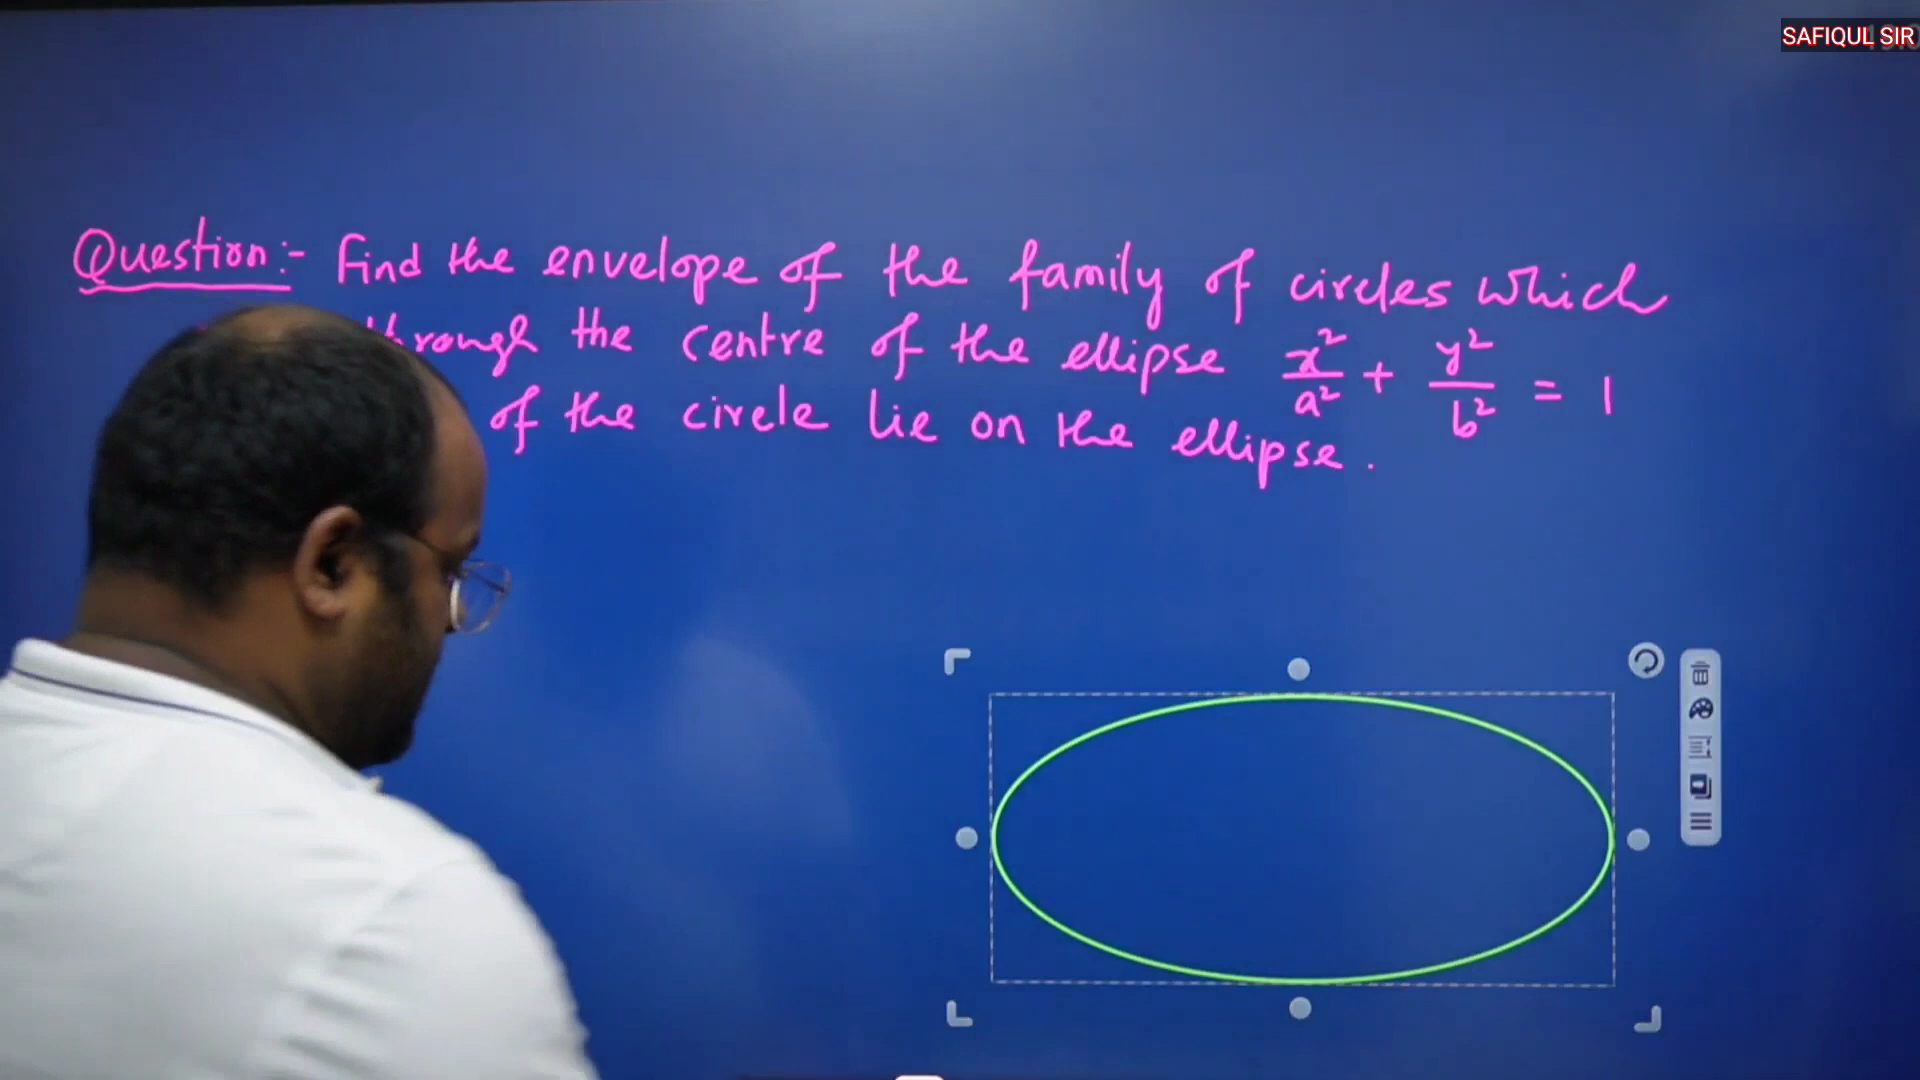 SAFIQUL SIR
Question:- Find the envelope of the family of circles which
through the centre of the ellipse x²/a² + y²/b² = 1
of the circle lie on the ellipse.